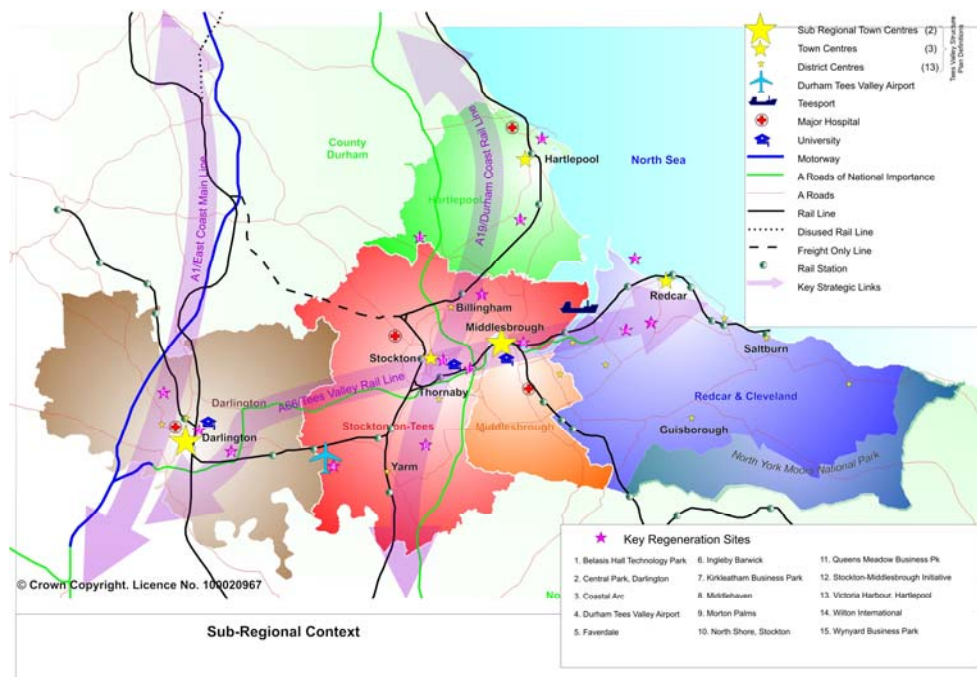 Sub Regional Town Centres (2)
Town Centres (3)
District Centres (13)
Tees Valley Structure
Plan Definitions
Durham Tees Valley Airport
Teesport
Major Hospital
University
Motorway
A Roads of National Importance
A Roads
Rail Line
Disused Rail Line
Freight Only Line
Rail Station
Key Strategic Links
A1/East Coast Main Line
County
Durham
A19/Durham Coast Rail Line
Hartlepool
North Sea
Hartlepool
Billingham
Middlesbrough
Redcar
Saltburn
Stockton
Thornaby
A66/Tees Valley Rail Line
Darlington
Darlington
Stockton-on-Tees
Middlesbrough
Redcar & Cleveland
Guisborough
Yarm
North York Moors National Park
© Crown Copyright. Licence No. 100020967
Sub-Regional Context
Key Regeneration Sites
1. Belasis Hall Technology Park
2. Central Park, Darlington
3. Coastal Arc
4. Durham Tees Valley Airport
5. Faverdale
6. Ingleby Barwick
7. Kirkleatham Business Park
8. Middlehaven
9. Morton Palms
10. North Shore, Stockton
11. Queens Meadow Business Pk
12. Stockton-Middlesbrough Initiative
13. Victoria Harbour, Hartlepool
14. Wilton International
15. Wynyard Business Park